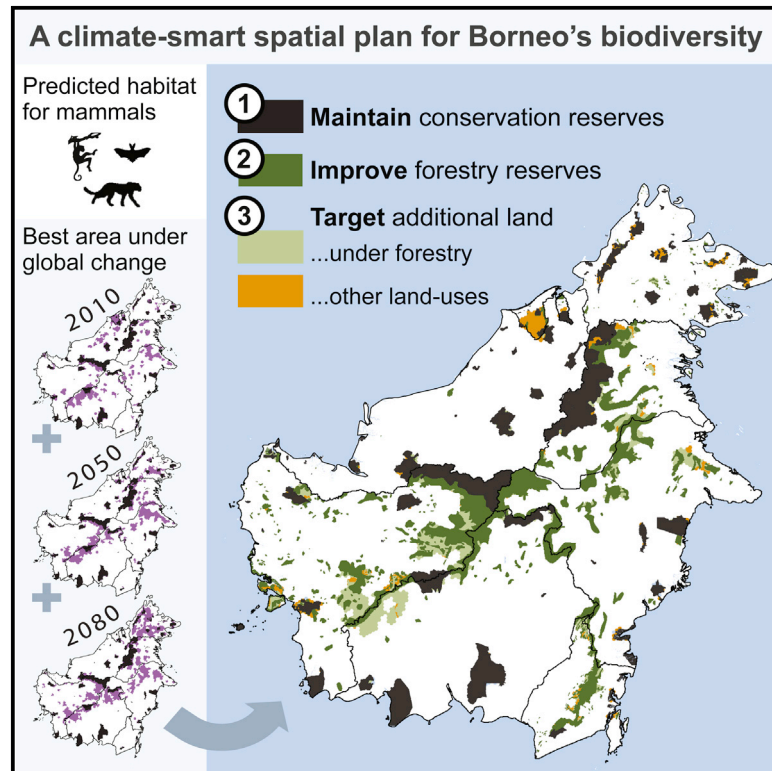 A climate-smart spatial plan for Borneo's biodiversity
Predicted habitat
for mammals
Best area under
global change
2010
+
2050
+
2080
1 Maintain conservation reserves
2 Improve forestry reserves
3 Target additional land
...under forestry
...other land-uses